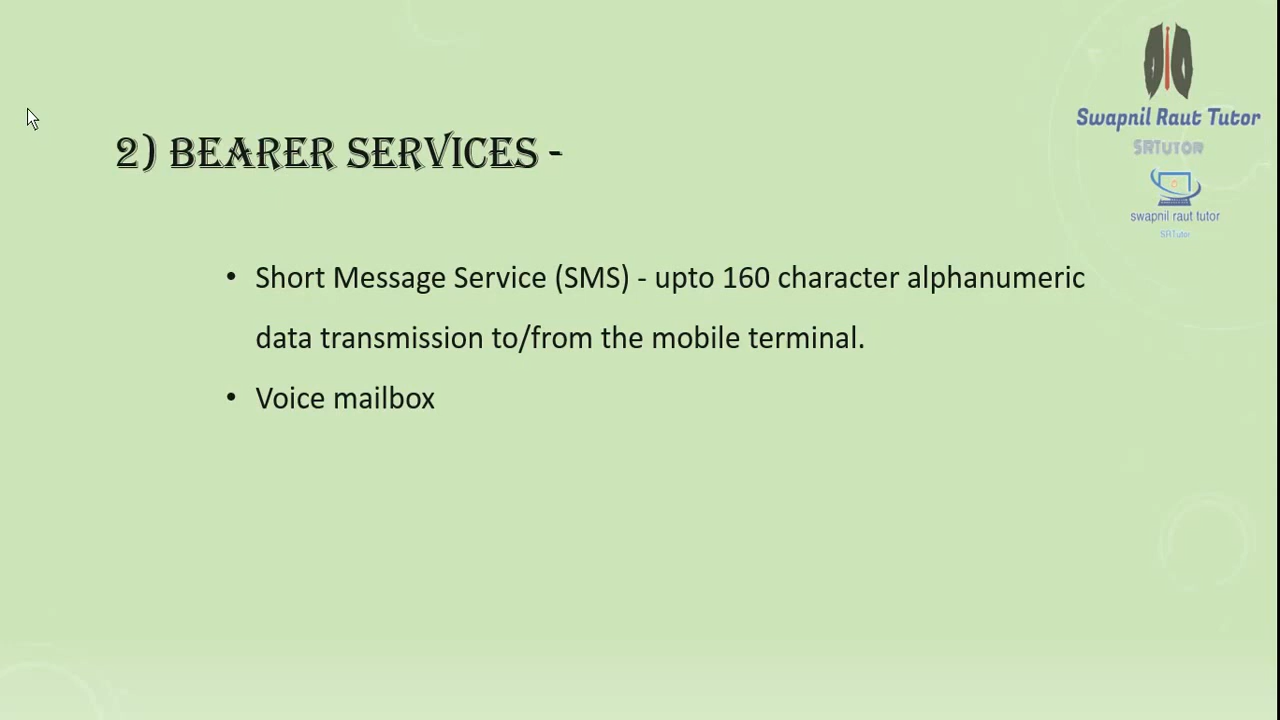 Swapnil Raut Tutor
SRTUTOR
swapnil raut tutor
SRTutor
2) BEARER SERVICES -
• Short Message Service (SMS) - upto 160 character alphanumeric
data transmission to/from the mobile terminal.
• Voice mailbox